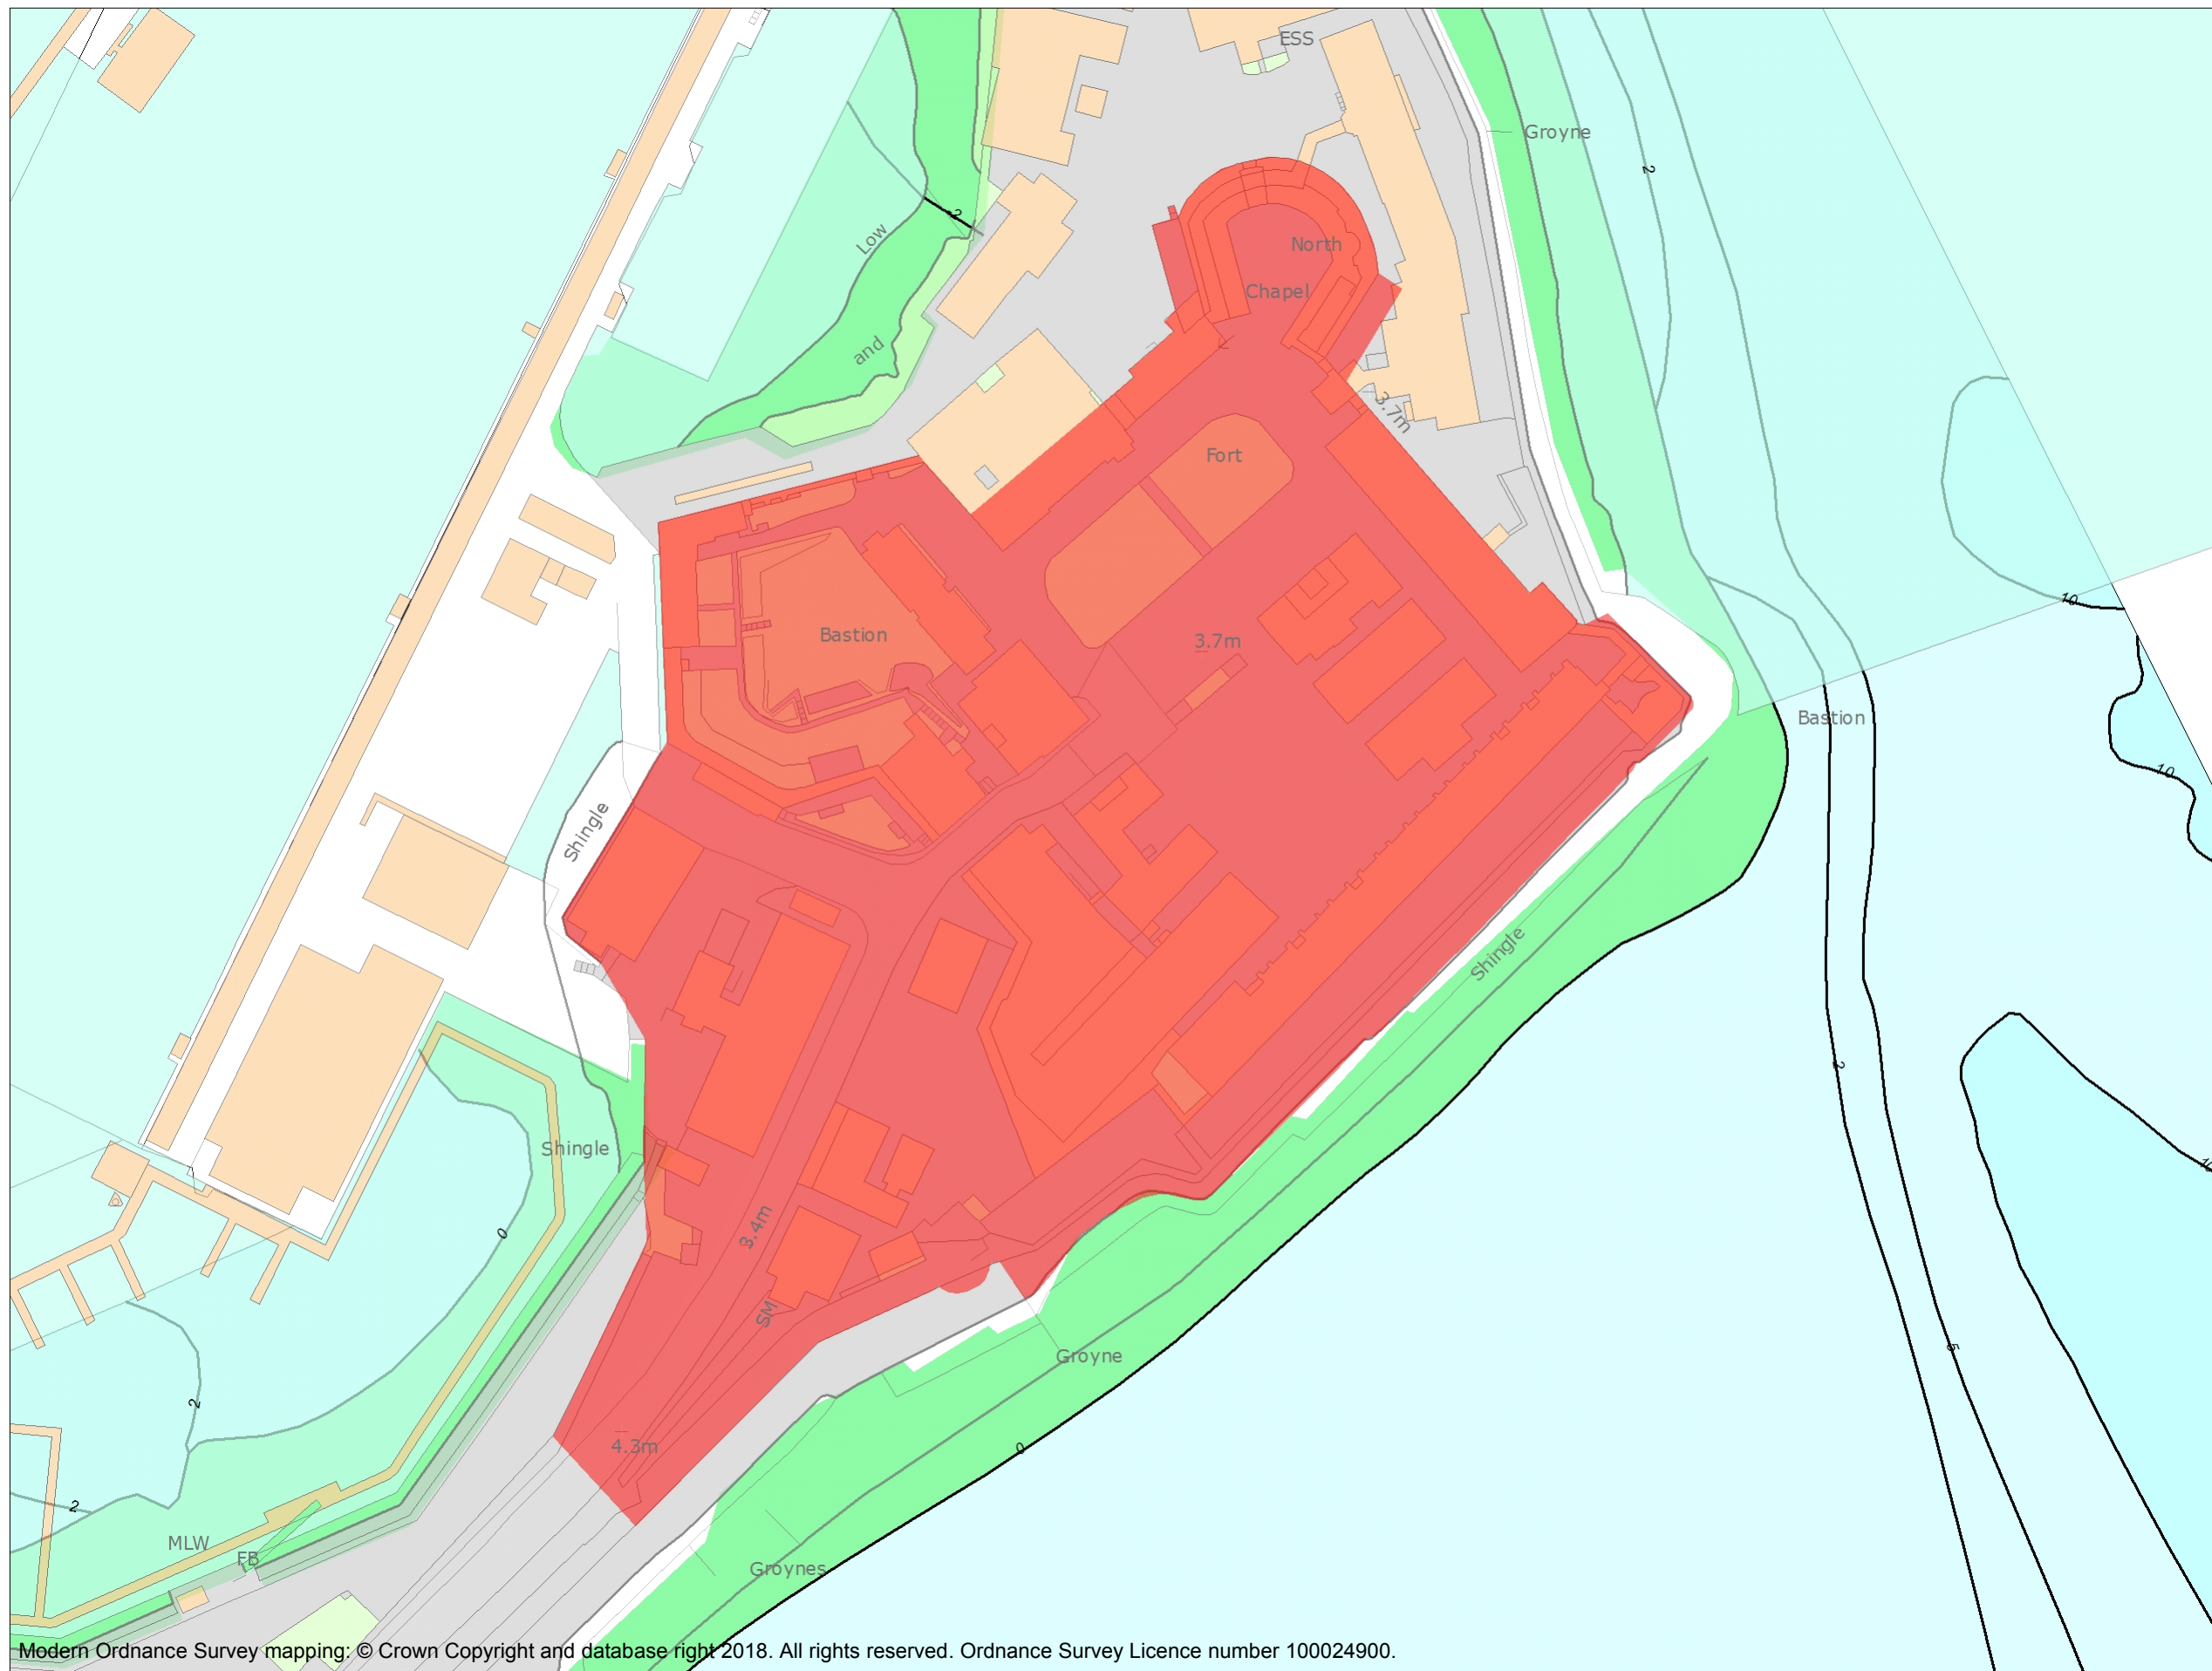 ESS
Groyne
2
2
Low
and
North
Chapel
3.7m
Fort
10
Bastion
3.7m
Bastion
10
Shingle
Shingle
2
10
Shingle
0
3.4m
SM
Groyne
5
2
4.3m
0
2
MLW
FB
Groynes
Modern Ordnance Survey mapping: © Crown Copyright and database right 2018. All rights reserved. Ordnance Survey Licence number 100024900.